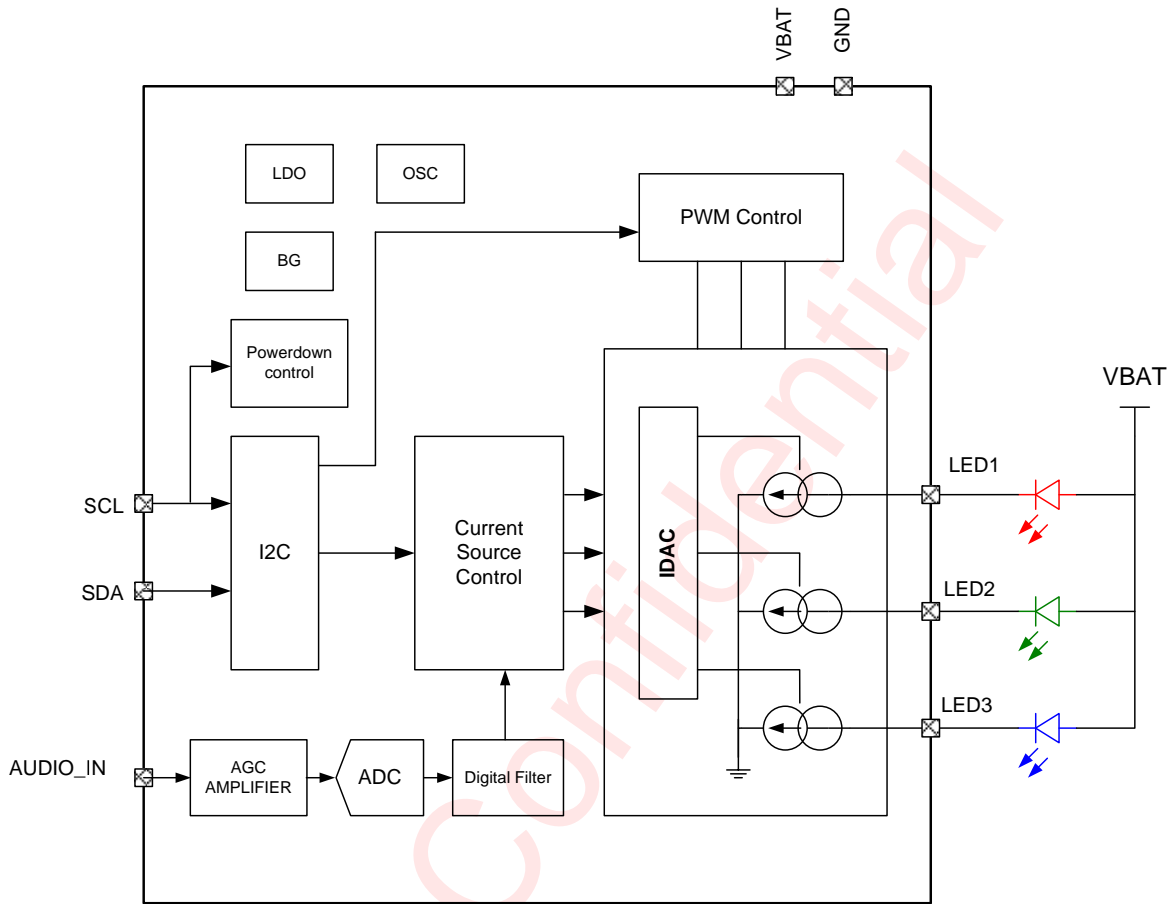 VBAT
GND
LDO
OSC
PWM Control
BG
Powerdown
control
VBAT
LED1
SCL
I2C
Current
Source
Control
IDAC
SDA
LED2
LED3
AUDIO_IN
AGC
AMPLIFIER
ADC
Digital Filter
Confidential